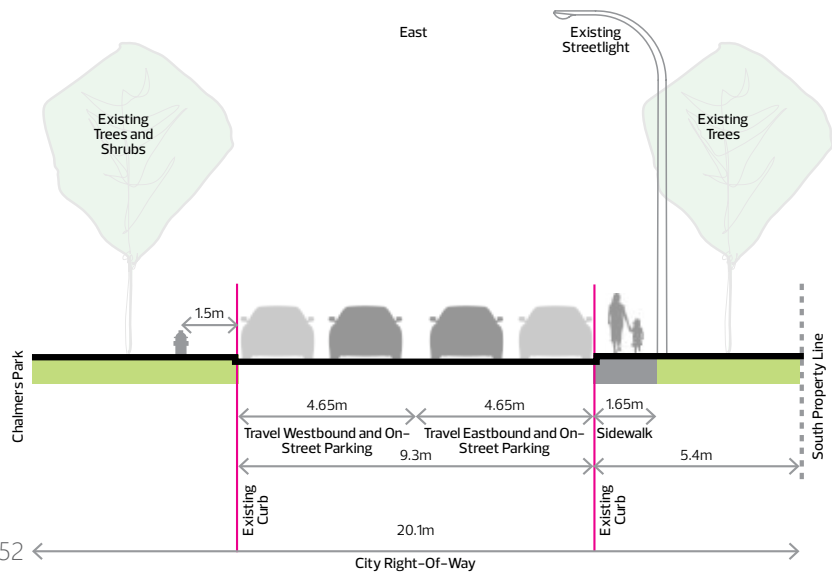 East
Existing
Streetlight
Existing
Trees and
Shrubs
Existing
Trees
1.5m
Chalmers Park
South Property Line
4.65m
4.65m
1.65m
Travel Westbound and On-
Street Parking
Travel Eastbound and On-
Street Parking
Sidewalk
9.3m
5.4m
Existing
Curb
Existing
Curb
20.1m
52
City Right-Of-Way